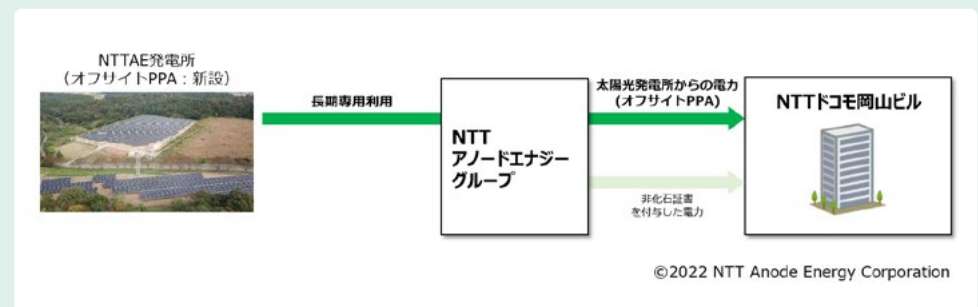 NTTAE発電所
(オフサイトPPA：新設)
長期専用利用
NTT
アノードエナジー
グループ
太陽光発電所からの電力
(オフサイトPPA)
非化石証書
を付与した電力
NTTドコモ岡山ビル
©2022 NTT Anode Energy Corporation